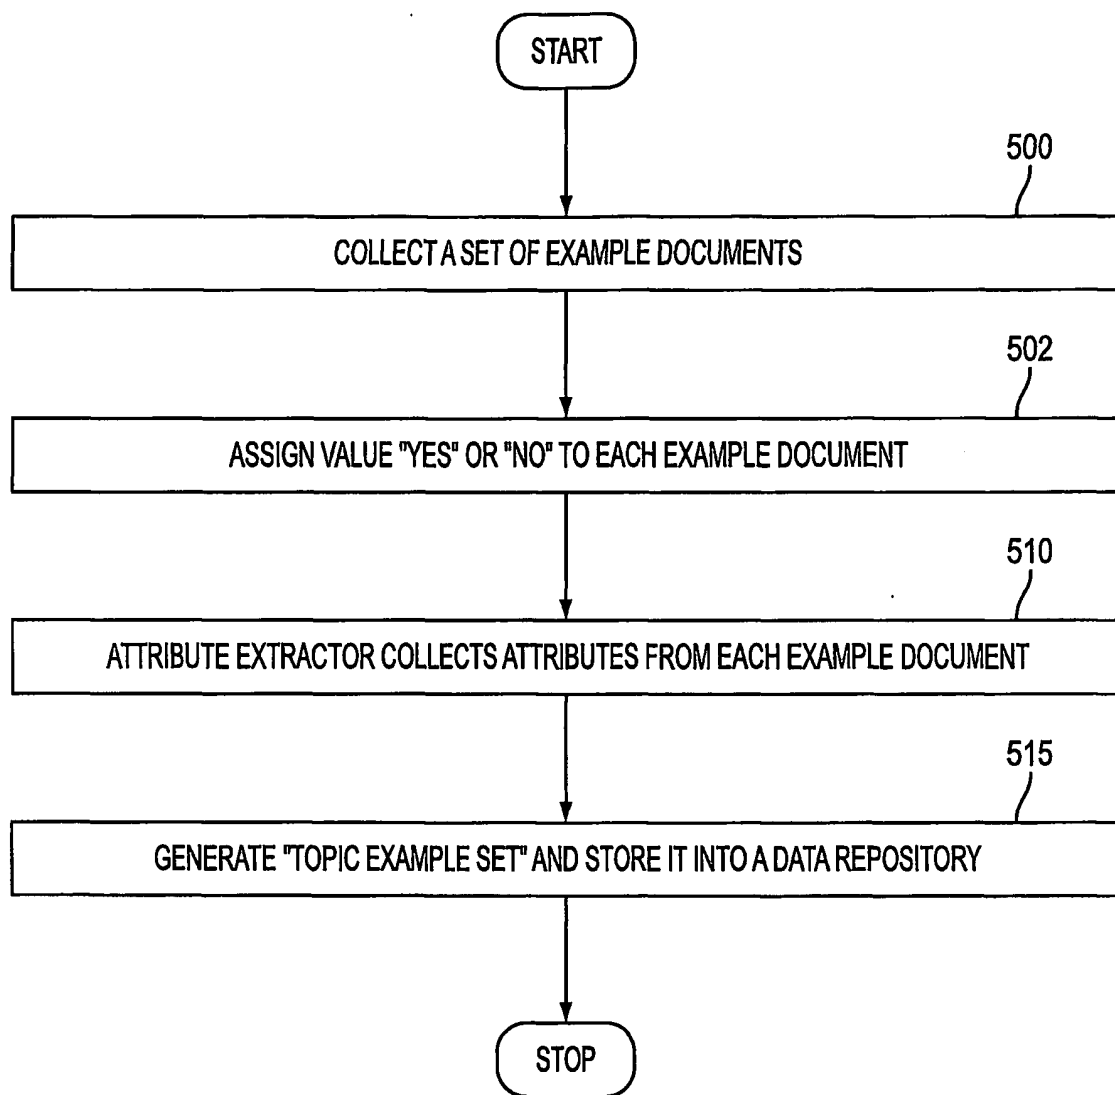 START
500
COLLECT A SET OF EXAMPLE DOCUMENTS
502
ASSIGN VALUE "YES" OR "NO" TO EACH EXAMPLE DOCUMENT
510
ATTRIBUTE EXTRACTOR COLLECTS ATTRIBUTES FROM EACH EXAMPLE DOCUMENT
515
GENERATE "TOPIC EXAMPLE SET" AND STORE IT INTO A DATA REPOSITORY
STOP